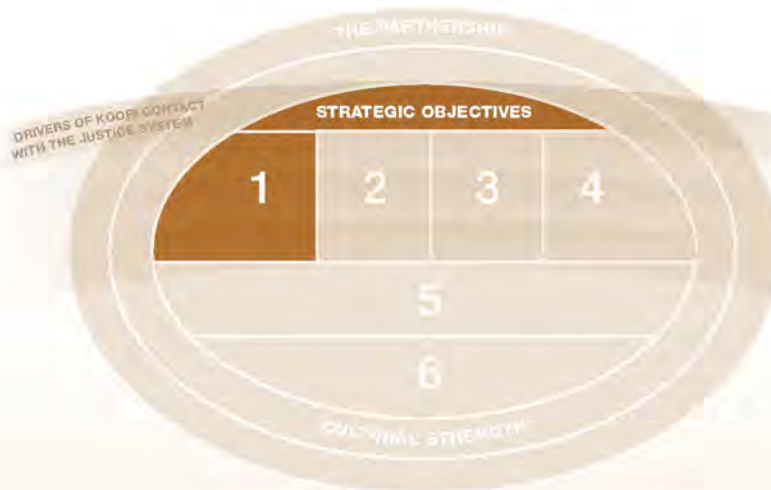 THE PARTNERSHIP
DRIVERS OF KOORI CONTACT
WITH THE JUSTICE SYSTEM
STRATEGIC OBJECTIVES
1 2 3 4
5
6
CULTURAL STRENGTH